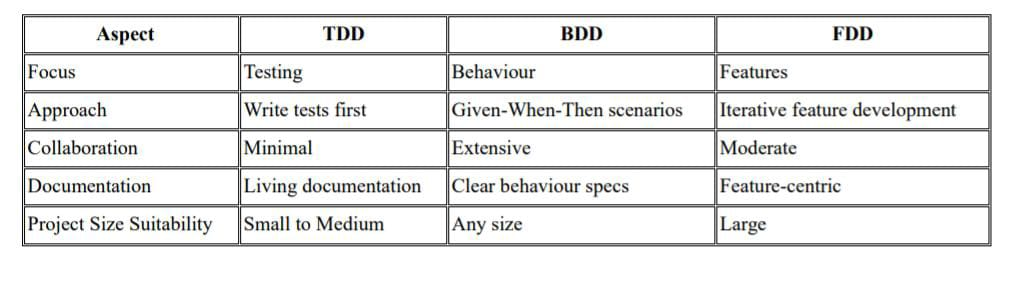 Aspect TDD BDD FDD
Focus Testing Behaviour Features
Approach Write tests first Given-When-Then scenarios Iterative feature development
Collaboration Minimal Extensive Moderate
Documentation Living documentation Clear behaviour specs Feature-centric
Project Size Suitability Small to Medium Any size Large